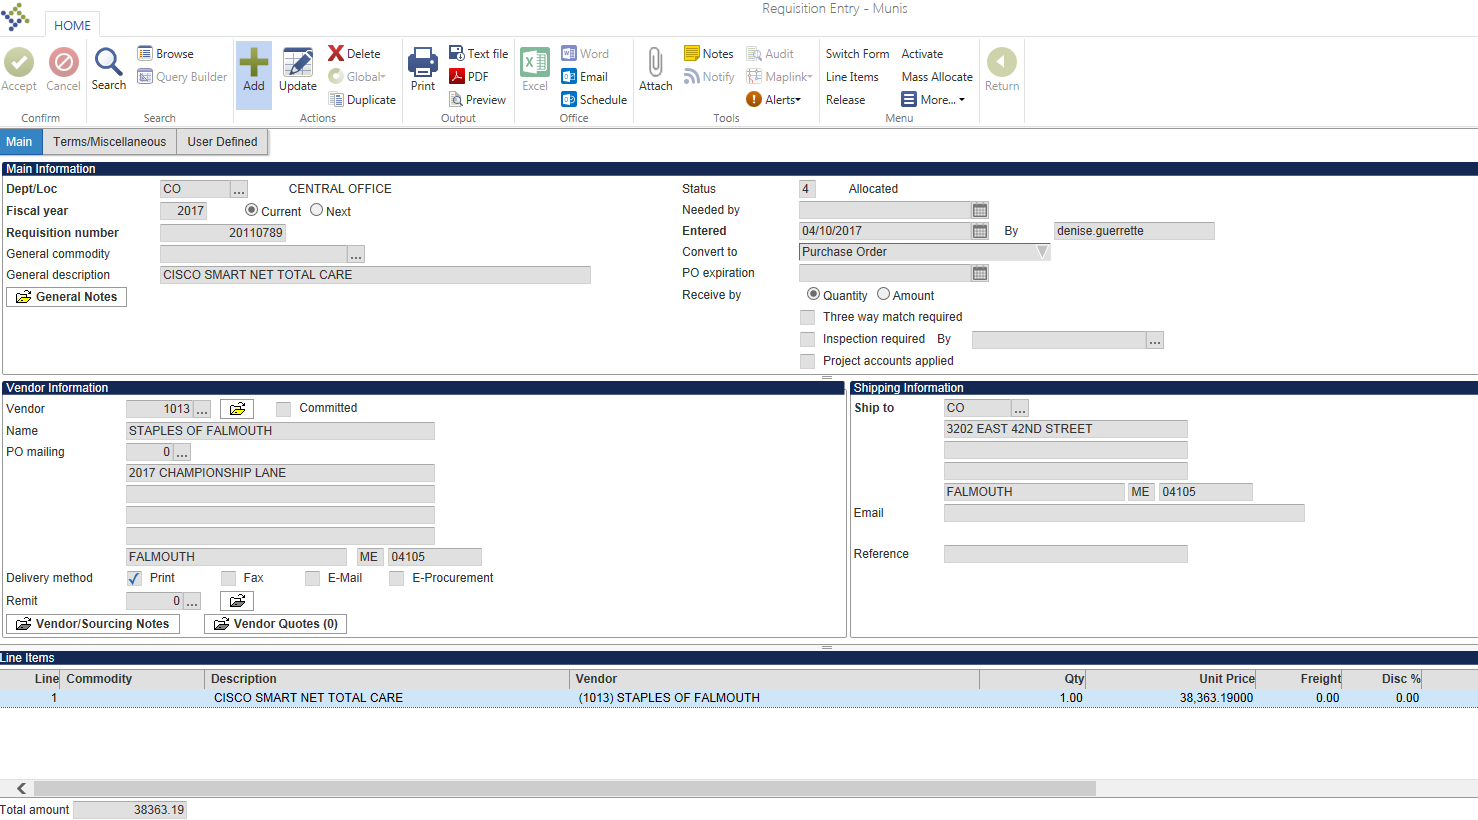 Requisition Entry - Munis
HOME
Accept
Cancel
Confirm
Search
Browse
Query Builder
Search
Add
Update
Delete
Global
Duplicate
Actions
Print
Text file
PDF
Preview
Output
Excel
Word
Email
Schedule
Office
Attach
Notes
Notify
Audit
Maplink
Alerts
Tools
Switch Form Activate
Line Items Mass Allocate
Release More...
Menu
Return
Main Terms/Miscellaneous User Defined
Main Information
Dept/Loc CO ... CENTRAL OFFICE
Fiscal year 2017 Current Next
Requisition number 20110789
General commodity ...
General description CISCO SMART NET TOTAL CARE
General Notes
Status 4 Allocated
Needed by
Entered 04/10/2017 By denise.guerrette
Convert to Purchase Order
PO expiration
Receive by Quantity Amount
Three way match required
Inspection required By ...
Project accounts applied
Vendor Information
Vendor 1013 ... Committed
Name STAPLES OF FALMOUTH
PO mailing 0 ...
2017 CHAMPIONSHIP LANE
FALMOUTH ME 04105
Delivery method Print Fax E-Mail E-Procurement
Remit 0 ...
Vendor/Sourcing Notes Vendor Quotes (0)
Shipping Information
Ship to CO ...
3202 EAST 42ND STREET
FALMOUTH ME 04105
Email
Reference
Line Items
Line Commodity Description Vendor Qty Unit Price Freight Disc %
1 CISCO SMART NET TOTAL CARE (1013) STAPLES OF FALMOUTH 1.00 38,363.19000 0.00 0.00
Total amount 38363.19